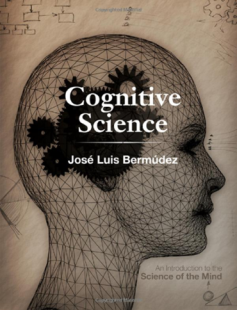 Cognitive
Science
José Luis Bermúdez
An Introduction to the
Science of the Mind